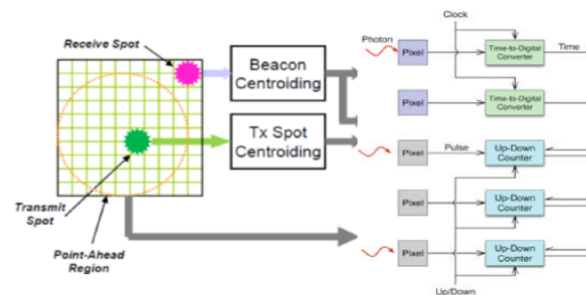 Receive Spot
Transmit
Spot
Point-Ahead
Region
Beacon
Centroiding
Tx Spot
Centroiding
Clock
Photon
Pixel
Time-to-Digital
Converter
Time
Pixel
Time-to-Digital
Converter
Pixel
Pulse
Up-Down
Counter
Pixel
Up-Down
Counter
Pixel
Up-Down
Counter
Up/Down